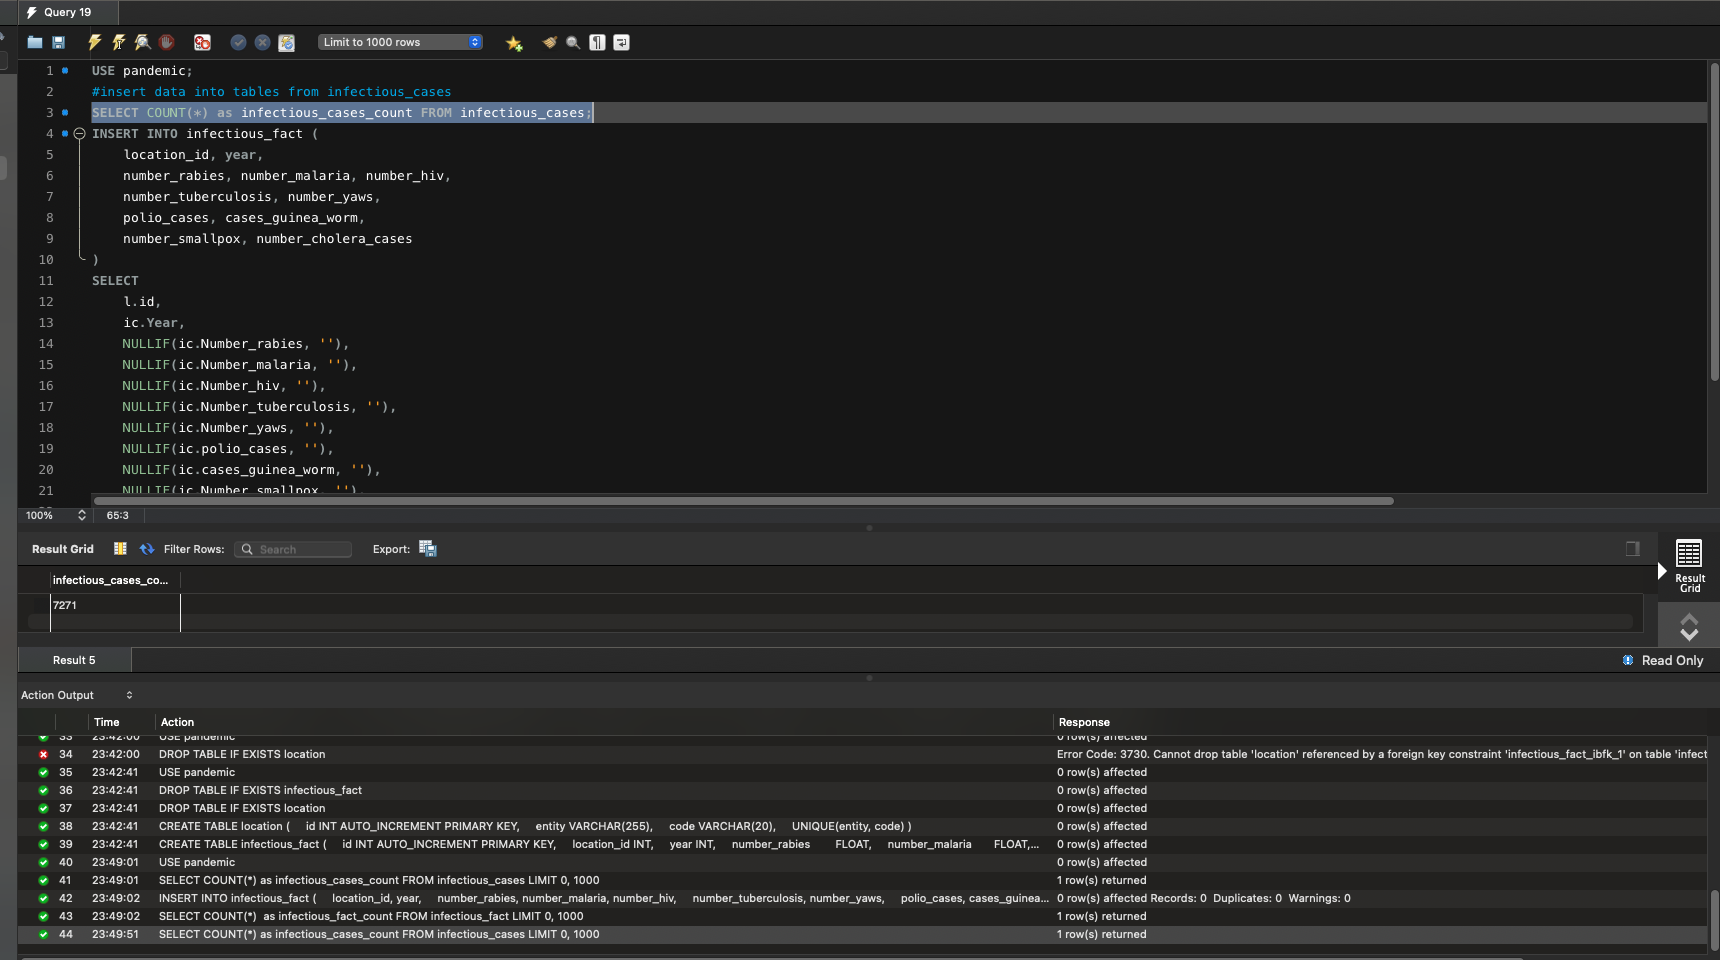 Query 19
Limit to 1000 rows
1 USE pandemic;
2 #insert data into tables from infectious_cases
3 SELECT COUNT(*) as infectious_cases_count FROM infectious_cases;
4 INSERT INTO infectious_fact (
5 location_id, year,
6 number_rabies, number_malaria, number_hiv,
7 number_tuberculosis, number_yaws,
8 polio_cases, cases_guinea_worm,
9 number_smallpox, number_cholera_cases
10 )
11 SELECT
12 l.id,
13 ic.Year,
14 NULLIF(ic.Number_rabies, ''),
15 NULLIF(ic.Number_malaria, ''),
16 NULLIF(ic.Number_hiv, ''),
17 NULLIF(ic.Number_tuberculosis, ''),
18 NULLIF(ic.Number_yaws, ''),
19 NULLIF(ic.polio_cases, ''),
20 NULLIF(ic.cases_guinea_worm, ''),
21 NULLIF(ic.Number_smallpox, ''),
100% 65:3
Result Grid Filter Rows: Search Export:
Result
Grid
infectious_cases_co...
7271
Result 5 Read Only
Action Output
Time Action Response
33 23:42:00 USE pandemic 0 row(s) affected
34 23:42:00 DROP TABLE IF EXISTS location Error Code: 3730. Cannot drop table 'location' referenced by a foreign key constraint 'infectious_fact_ibfk_1' on table 'infect
35 23:42:41 USE pandemic 0 row(s) affected
36 23:42:41 DROP TABLE IF EXISTS infectious_fact 0 row(s) affected
37 23:42:41 DROP TABLE IF EXISTS location 0 row(s) affected
38 23:42:41 CREATE TABLE location ( id INT AUTO_INCREMENT PRIMARY KEY, entity VARCHAR(255), code VARCHAR(20), UNIQUE(entity, code) ) 0 row(s) affected
39 23:42:41 CREATE TABLE infectious_fact ( id INT AUTO_INCREMENT PRIMARY KEY, location_id INT, year INT, number_rabies FLOAT, number_malaria FLOAT,... 0 row(s) affected
40 23:49:01 USE pandemic 0 row(s) affected
41 23:49:01 SELECT COUNT(*) as infectious_cases_count FROM infectious_cases LIMIT 0, 1000 1 row(s) returned
42 23:49:02 INSERT INTO infectious_fact ( location_id, year, number_rabies, number_malaria, number_hiv, number_tuberculosis, number_yaws, polio_cases, cases_guinea... 0 row(s) affected Records: 0 Duplicates: 0 Warnings: 0
43 23:49:02 SELECT COUNT(*) as infectious_fact_count FROM infectious_fact LIMIT 0, 1000 1 row(s) returned
44 23:49:51 SELECT COUNT(*) as infectious_cases_count FROM infectious_cases LIMIT 0, 1000 1 row(s) returned